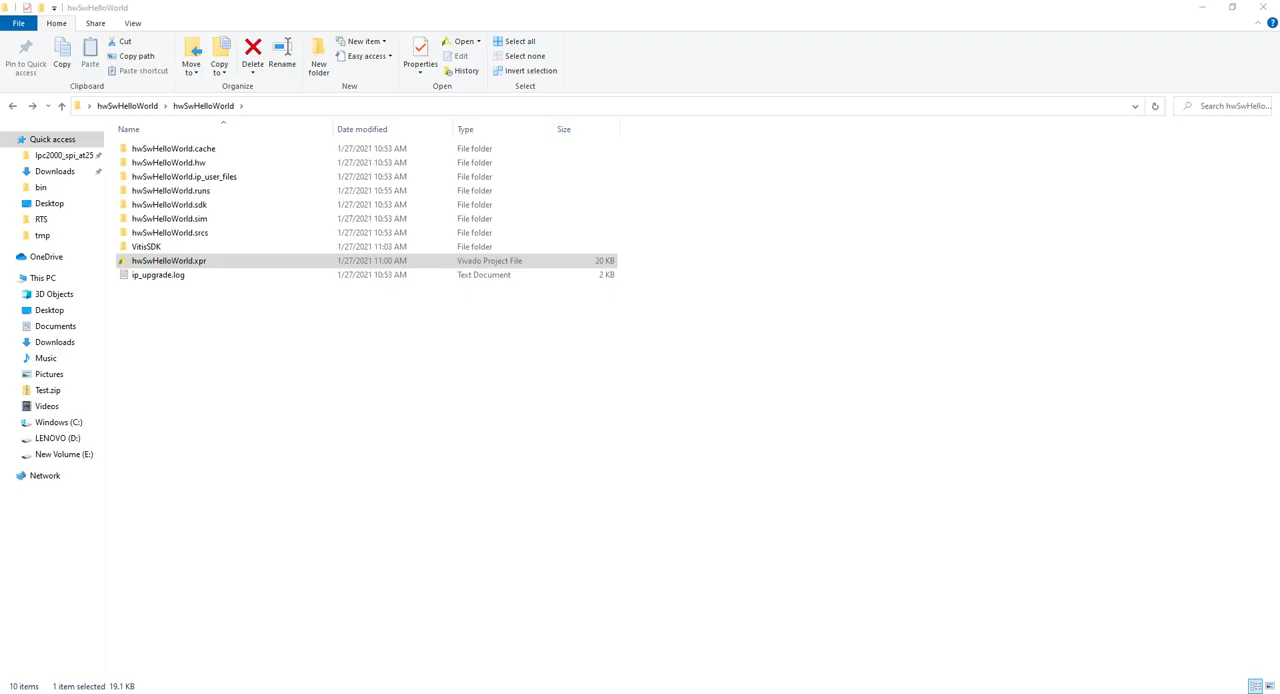 hwSwHelloWorld
File Home Share View
Pin to Quick access
Copy
Paste
Cut
Copy path
Paste shortcut
Clipboard
Move to
Copy to
Delete
Rename
Organize
New folder
New item
Easy access
New
Properties
Open
Edit
History
Open
Select all
Select none
Invert selection
Select
hwSwHelloWorld > hwSwHelloWorld >
Search hwSwHello...
Name Date modified Type Size
Quick access
lpc2000_spi_at25
Downloads
bin
Desktop
RTS
tmp
OneDrive
This PC
3D Objects
Desktop
Documents
Downloads
Music
Pictures
Test.zip
Videos
Windows (C:)
LENOVO (D:)
New Volume (E:)
Network
hwSwHelloWorld.cache 1/27/2021 10:53 AM File folder
hwSwHelloWorld.hw 1/27/2021 10:53 AM File folder
hwSwHelloWorld.ip_user_files 1/27/2021 10:53 AM File folder
hwSwHelloWorld.runs 1/27/2021 10:55 AM File folder
hwSwHelloWorld.sdk 1/27/2021 10:53 AM File folder
hwSwHelloWorld.sim 1/27/2021 10:53 AM File folder
hwSwHelloWorld.srcs 1/27/2021 10:53 AM File folder
VitisSDK 1/27/2021 11:03 AM File folder
hwSwHelloWorld.xpr 1/27/2021 11:00 AM Vivado Project File 20 KB
ip_upgrade.log 1/27/2021 10:53 AM Text Document 2 KB
10 items 1 item selected 19.1 KB